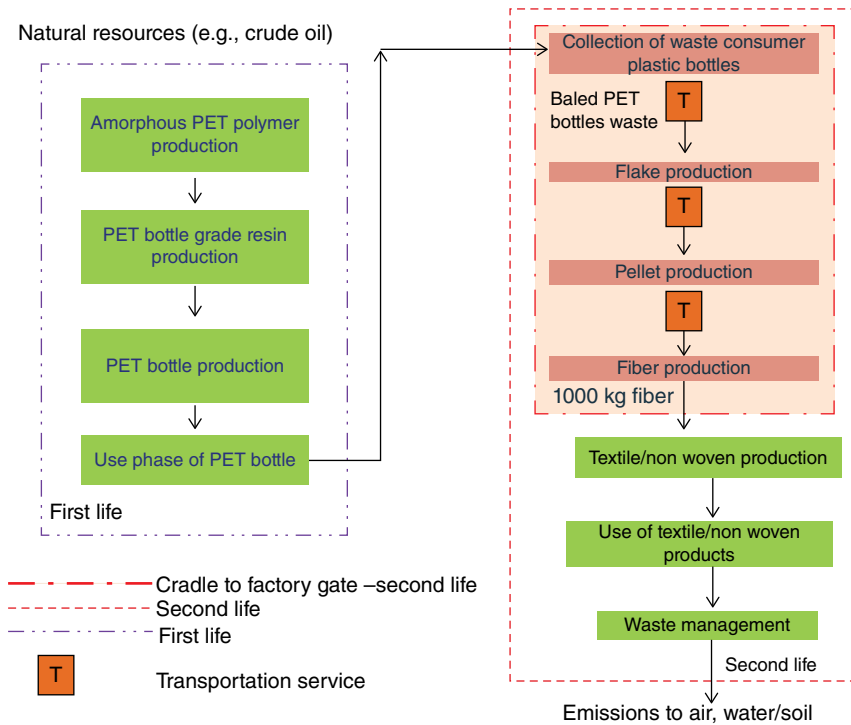 Natural resources (e.g., crude oil)
Amorphous PET polymer
production
PET bottle grade resin
production
PET bottle production
Use phase of PET bottle
First life
Collection of waste consumer
plastic bottles
Baled PET
bottles waste
T
Flake production
T
Pellet production
T
Fiber production
1000 kg fiber
Textile/non woven production
Use of textile/non woven
products
Waste management
Second life
Emissions to air, water/soil
Cradle to factory gate –second life
Second life
First life
T
Transportation service